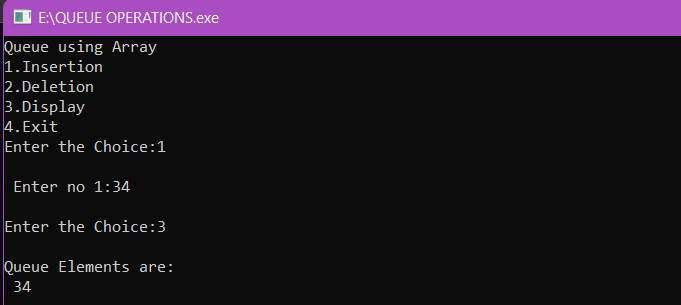 E:\QUEUE OPERATIONS.exe
Queue using Array
1.Insertion
2.Deletion
3.Display
4.Exit
Enter the Choice:1
Enter no 1:34
Enter the Choice:3
Queue Elements are:
34